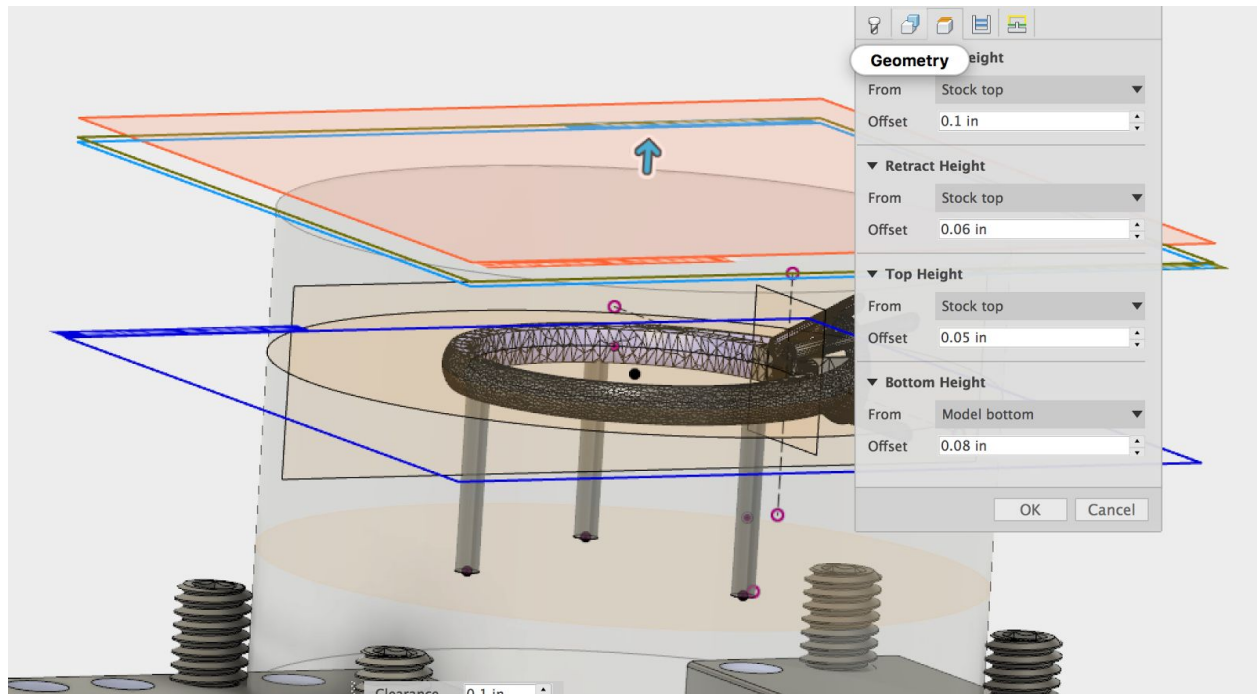 Geometry
eight
From Stock top
Offset 0.1 in
Retract Height
From Stock top
Offset 0.06 in
Top Height
From Stock top
Offset 0.05 in
Bottom Height
From Model bottom
Offset 0.08 in
OK Cancel
Clearance 0.1 in